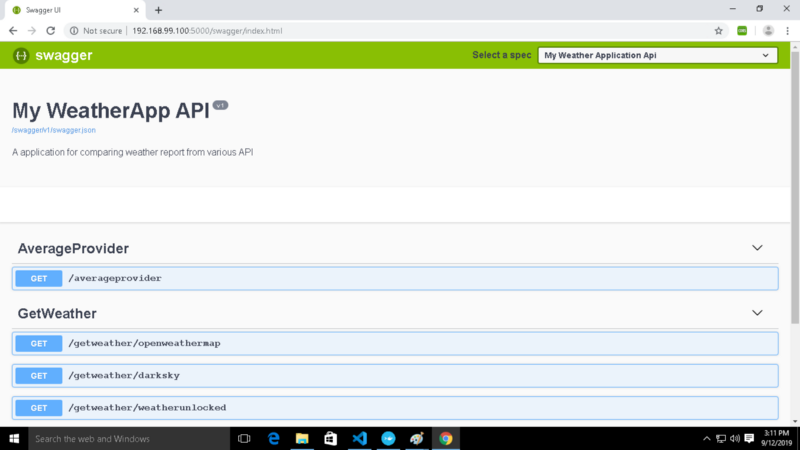 Swagger UI
Not secure | 192.168.99.100:5000/swagger/index.html
swagger
Select a spec
My Weather Application Api
My WeatherApp API v1
/swagger/v1/swagger.json
A application for comparing weather report from various API
AverageProvider
GET /averageprovider
GetWeather
GET /getweather/openweathermap
GET /getweather/darksky
GET /getweather/weatherunlocked
Search the web and Windows
3:11 PM
9/12/2019